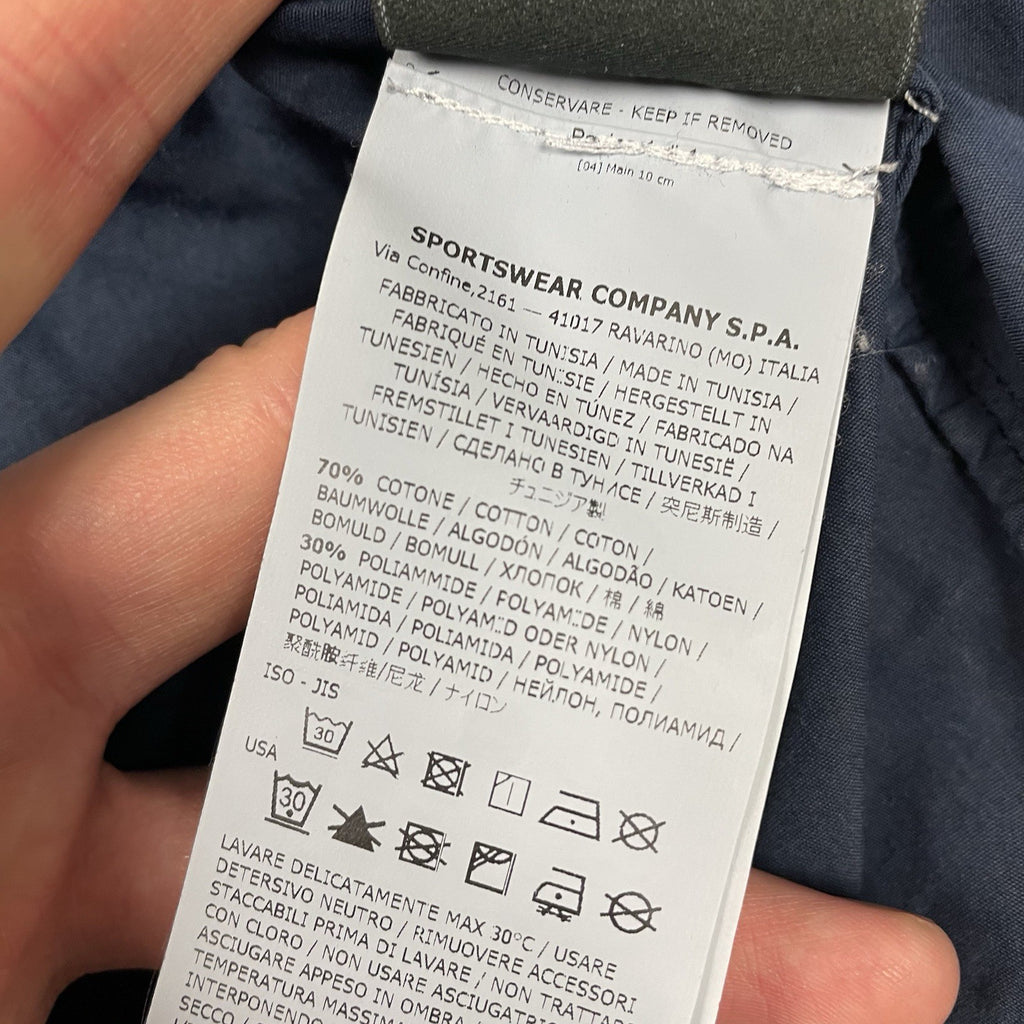 CONSERVARE - KEEP IF REMOVED
[04] Main 10 cm
SPORTSWEAR COMPANY S.P.A.
Via Confine,2161 — 41017 RAVARINO (MO) ITALIA
FABBRICATO IN TUNISIA / MADE IN TUNISIA /
FABRIQUÉ EN TUNISIE / HERGESTELLT IN
TUNESIEN / HECHO EN TÚNEZ / FABRICADO NA
TUNÍSIA / VERVAARDIGD IN TUNESIË /
FREMSTILLET I TUNESIEN / TILLVERKAD I
TUNISIEN / СДЕЛАНО В ТУНИСЕ / 突尼斯制造 /
チュニジア製
70% COTONE / COTTON / COTON /
BAUMWOLLE / ALGODÓN / ALGODÃO / KATOEN /
BOMULD / BOMULL / ХЛОПОК / 棉 / 綿
30% POLIAMMIDE / POLYAMIDE / NYLON /
POLYAMIDE / POLYAMID ODER NYLON /
POLIAMIDA / POLIAMIDA / POLYAMIDE /
POLYAMID / POLYAMID / НЕЙЛОН, ПОЛИАМИД /
聚酰胺纤维/尼龙 / ナイロン
ISO - JIS
30
USA
30
LAVARE DELICATAMENTE MAX 30°C / USARE
DETERSIVO NEUTRO / RIMUOVERE ACCESSORI
STACCABILI PRIMA DI LAVARE / NON TRATTARE
CON CLORO / NON USARE
ASCIUGARE APPESO IN OMBRA /
TEMPERATURA MASSIMA
INTERPONENDO
SECCO /